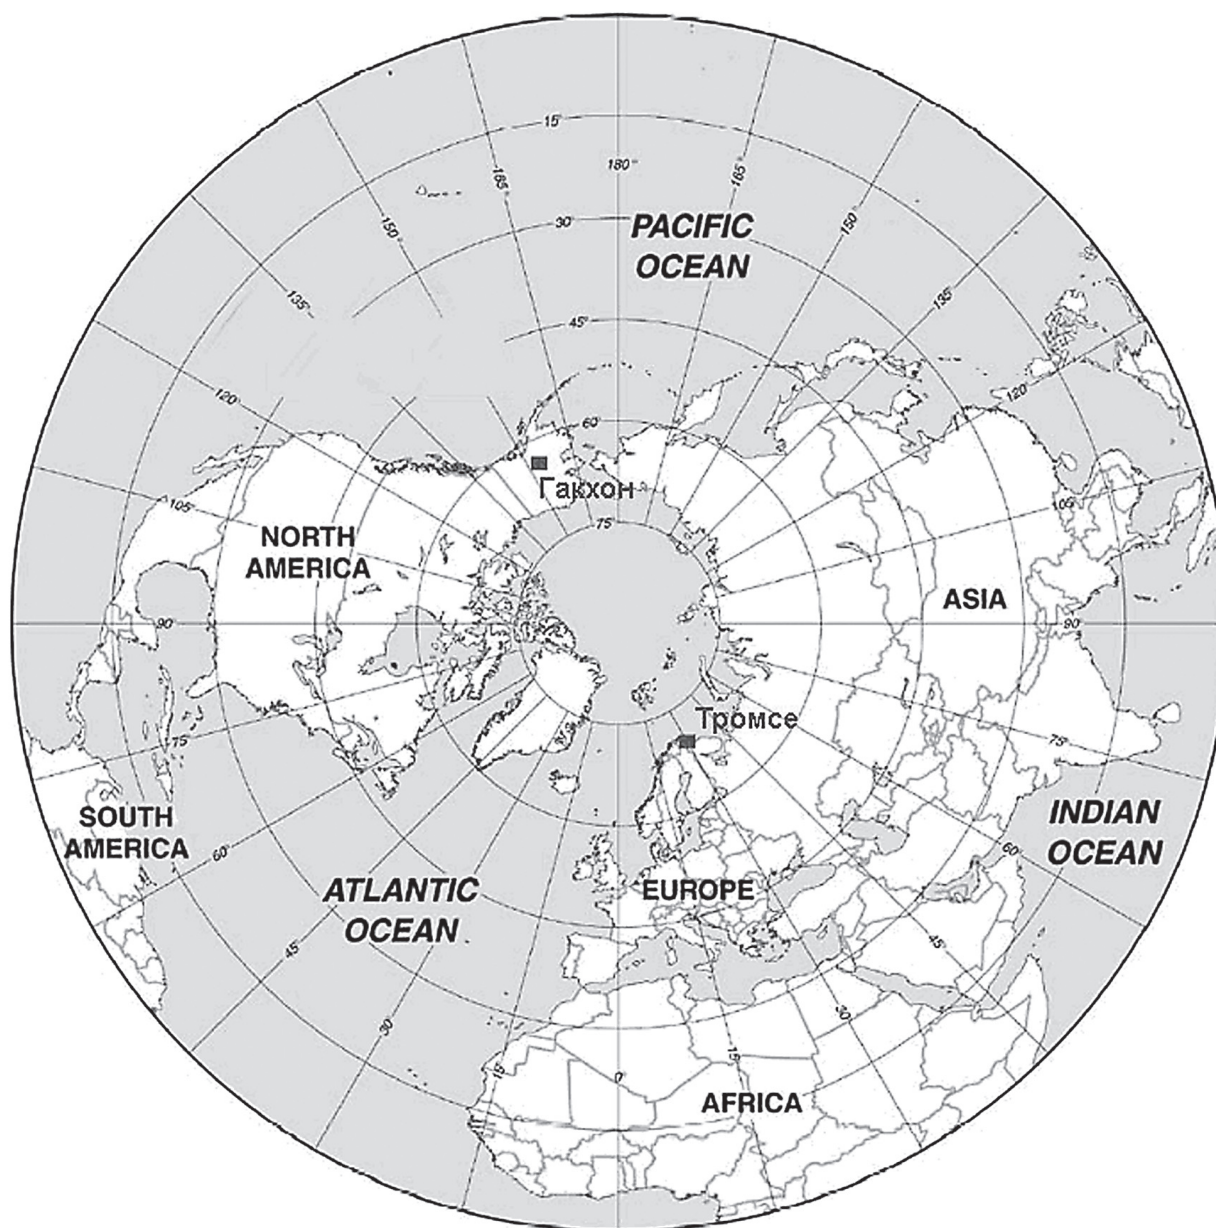 15°
180°
165°
165°
150°
150°
30°
PACIFIC
OCEAN
135°
135°
45°
120°
120°
60°
Гакхон
105°
105°
75°
NORTH
AMERICA
ASIA
90°
90°
Тромсе
75°
75°
SOUTH
AMERICA
INDIAN
OCEAN
60°
60°
ATLANTIC
OCEAN
EUROPE
45°
45°
30°
30°
15°
15°
0°
AFRICA